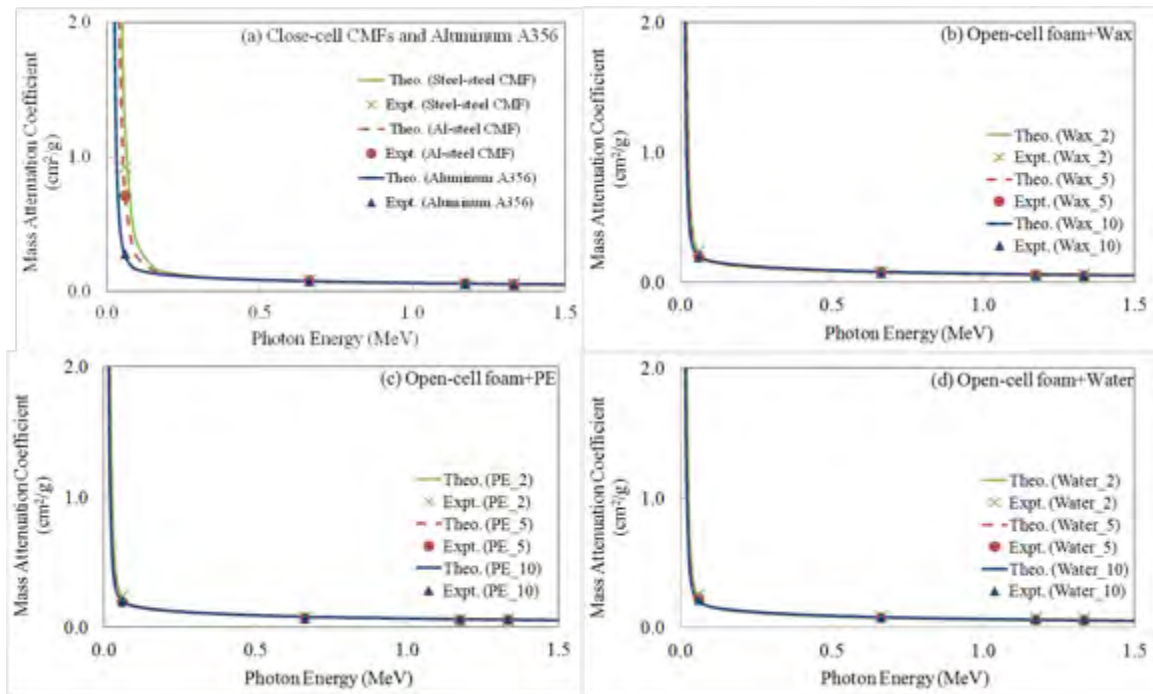 (a) Close-cell CMFs and Aluminum A356
2.0
1.0
0.0
Mass Attenuation Coefficient
(cm²/g)
Theo. (Steel-steel CMF)
Expt. (Steel-steel CMF)
Theo. (Al-steel CMF)
Expt. (Al-steel CMF)
Theo. (Aluminum A356)
Expt. (Aluminum A356)
0.0 0.5 1.0 1.5
Photon Energy (MeV)
(b) Open-cell foam+Wax
2.0
1.0
0.0
Mass Attenuation Coefficient
(cm²/g)
Theo. (Wax_2)
Expt. (Wax_2)
Theo. (Wax_5)
Expt. (Wax_5)
Theo. (Wax_10)
Expt. (Wax_10)
0.0 0.5 1.0 1.5
Photon Energy (MeV)
(c) Open-cell foam+PE
2.0
1.0
0.0
Mass Attenuation Coefficient
(cm²/g)
Theo. (PE_2)
Expt. (PE_2)
Theo. (PE_5)
Expt. (PE_5)
Theo. (PE_10)
Expt. (PE_10)
0.0 0.5 1.0 1.5
Photon Energy (MeV)
(d) Open-cell foam+Water
2.0
1.0
0.0
Mass Attenuation Coefficient
(cm²/g)
Theo. (Water_2)
Expt. (Water_2)
Theo. (Water_5)
Expt. (Water_5)
Theo. (Water_10)
Expt. (Water_10)
0.0 0.5 1.0 1.5
Photon Energy (MeV)